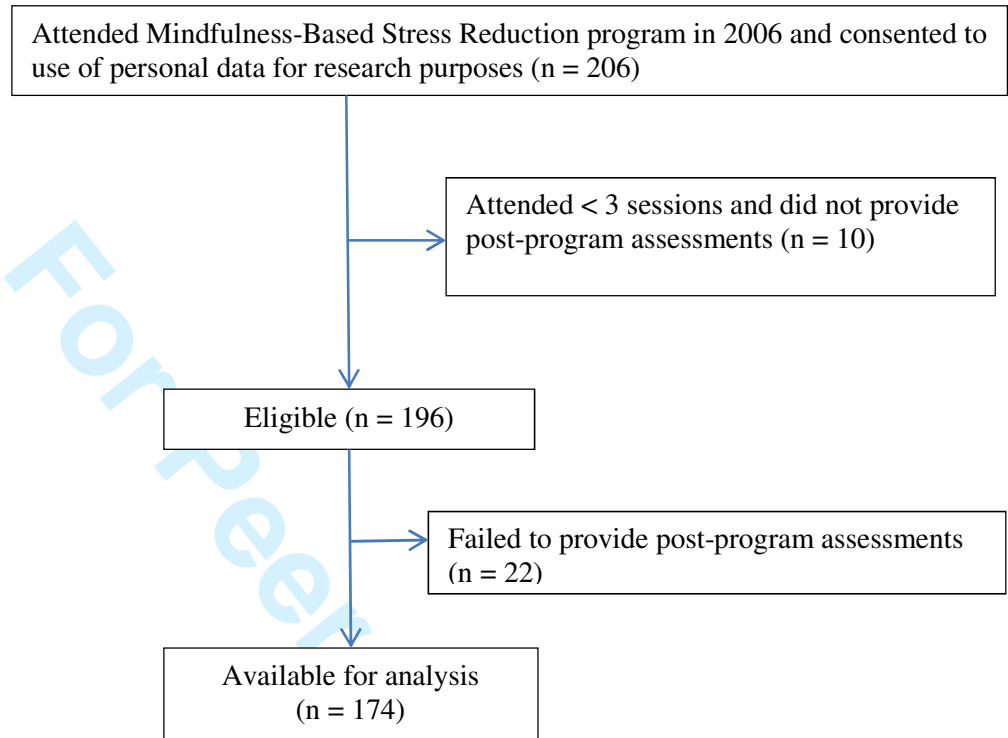 Attended Mindfulness-Based Stress Reduction program in 2006 and consented to
use of personal data for research purposes (n = 206)
Attended < 3 sessions and did not provide
post-program assessments (n = 10)
Eligible (n = 196)
Failed to provide post-program assessments
(n = 22)
Available for analysis
(n = 174)
For Peer